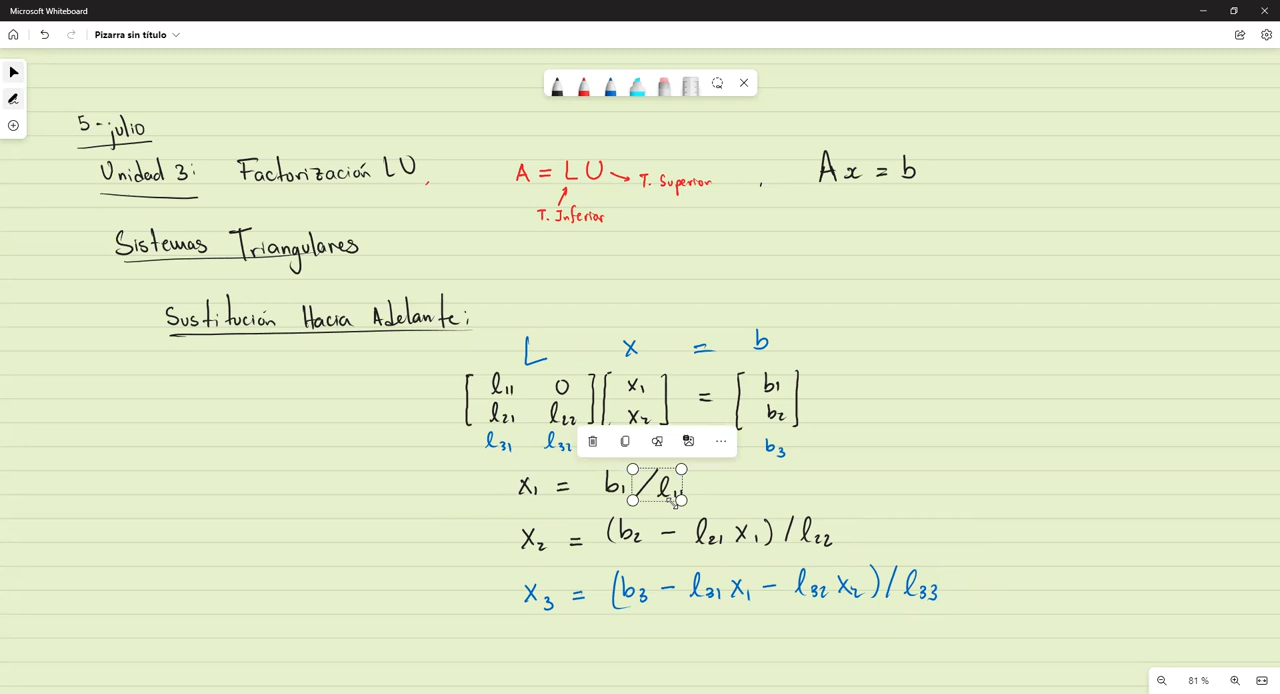 Microsoft Whiteboard
Pizarra sin título
5-julio
Unidad 3: Factorización LU, A = LU → T. Superior , Ax = b
T. Inferior
Sistemas Triangulares
Sustitución Hacia Adelante:
L x = b
[ l11 0 ] [ x1 ] = [ b1 ]
[ l21 l22 ] [ x2 ] [ b2 ]
l31 l32 b3
x1 = b1 / l11
x2 = (b2 - l21 x1) / l22
x3 = (b3 - l31 x1 - l32 x2) / l33
81 %